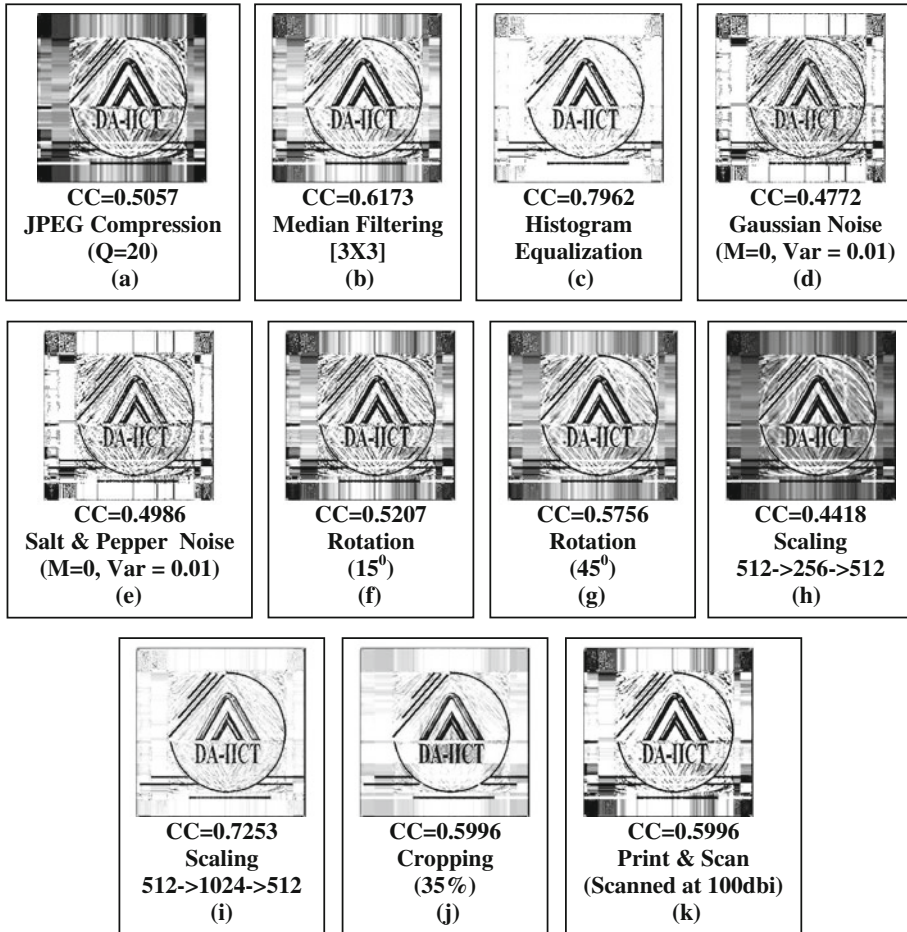 DA-IICT
CC=0.5057
JPEG Compression
(Q=20)
(a)
DA-IICT
CC=0.6173
Median Filtering
[3X3]
(b)
DA-IICT
CC=0.7962
Histogram
Equalization
(c)
DA-IICT
CC=0.4772
Gaussian Noise
(M=0, Var = 0.01)
(d)
DA-IICT
CC=0.4986
Salt & Pepper Noise
(M=0, Var = 0.01)
(e)
DA-IICT
CC=0.5207
Rotation
(15⁰)
(f)
DA-IICT
CC=0.5756
Rotation
(45⁰)
(g)
DA-IICT
CC=0.4418
Scaling
512->256->512
(h)
DA-IICT
CC=0.7253
Scaling
512->1024->512
(i)
DA-IICT
CC=0.5996
Cropping
(35%)
(j)
DA-IICT
CC=0.5996
Print & Scan
(Scanned at 100dbi)
(k)